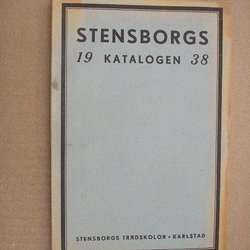 STENSBORGS
19 KATALOGEN 38
STENSBORGS TRÄDSKOLOR • KARLSTAD